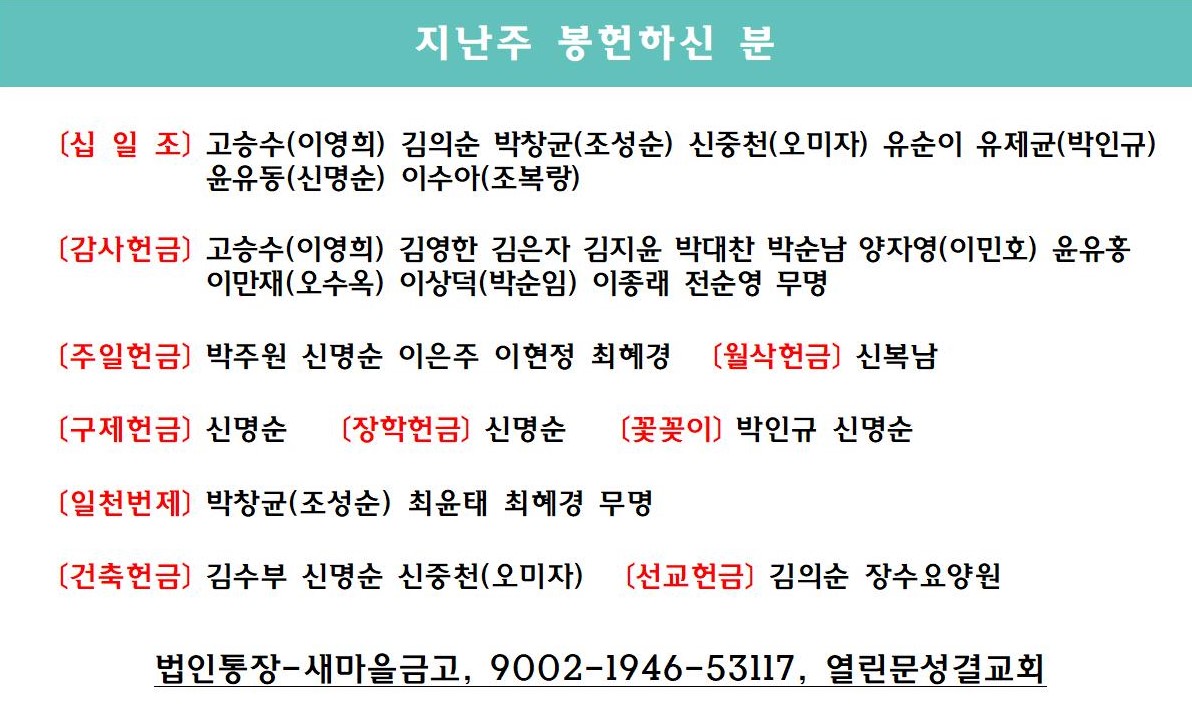 지난주 봉헌하신 분
〔십 일 조〕 고승수(이영희) 김의순 박창균(조성순) 신중천(오미자) 유순이 유제균(박인규)
윤유동(신명순) 이수아(조복랑)
〔감사헌금〕 고승수(이영희) 김영한 김은자 김지윤 박대찬 박순남 양자영(이민호) 윤유홍
이만재(오수옥) 이상덕(박순임) 이종래 전순영 무명
〔주일헌금〕 박주원 신명순 이은주 이현정 최혜경 〔월삭헌금〕 신복남
〔구제헌금〕 신명순 〔장학헌금〕 신명순 〔꽃꽂이〕 박인규 신명순
〔일천번제〕 박창균(조성순) 최윤태 최혜경 무명
〔건축헌금〕 김수부 신명순 신중천(오미자) 〔선교헌금〕 김의순 장수요양원
법인통장-새마을금고, 9002-1946-53117, 열린문성결교회